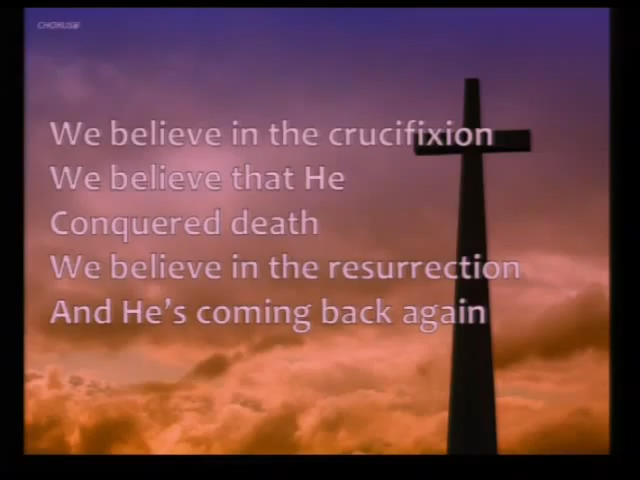 CHORUS
We believe in the crucifixion
We believe that He
Conquered death
We believe in the resurrection
And He's coming back again